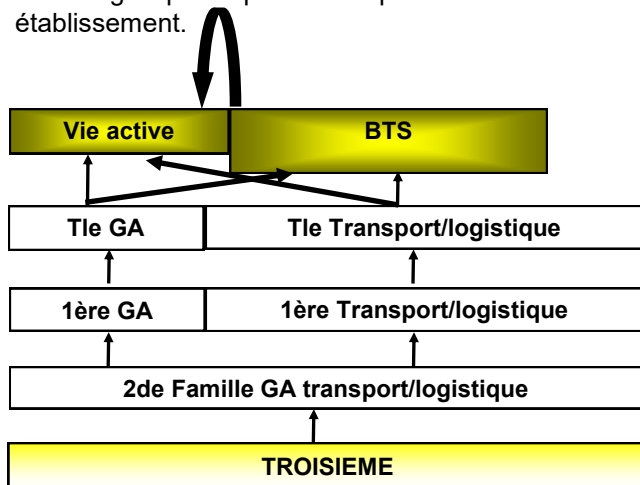 établissement.
Vie active
BTS
Tle GA
Tle Transport/logistique
1ère GA
1ère Transport/logistique
2de Famille GA transport/logistique
TROISIEME